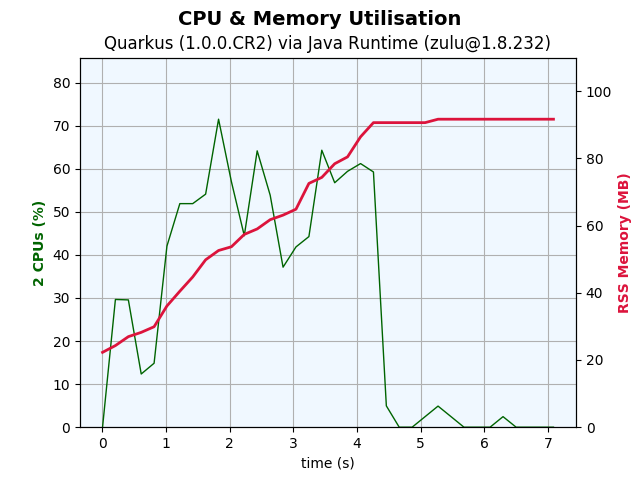 CPU & Memory Utilisation
Quarkus (1.0.0.CR2) via Java Runtime (zulu@1.8.232)
2 CPUs (%)
80
70
60
50
40
30
20
10
0
RSS Memory (MB)
100
80
60
40
20
0
0 1 2 3 4 5 6 7
time (s)